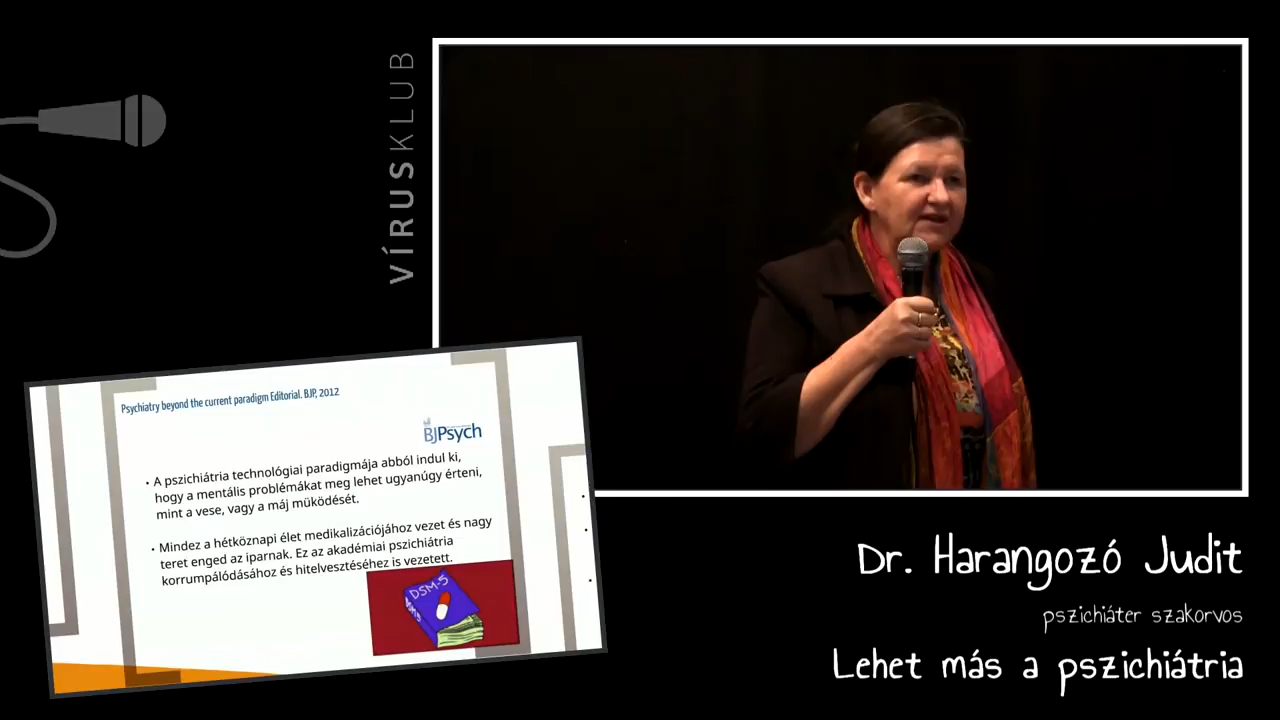 VÍRUSKLUB
Psychiatry beyond the current paradigm Editorial. BJP, 2012
BJPsych
• A pszichiátria technológiai paradigmája abból indul ki,
hogy a mentális problémákat meg lehet ugyanúgy érteni,
mint a vese, vagy a máj működését.
• Mindez a hétköznapi élet medikalizációjához vezet és nagy
teret enged az iparnak. Ez az akadémiai pszichiátria
korrumpálódásához és hitelvesztéséhez is vezetett.
DSM-5
Dr. Harangozó Judit
pszichiáter szakorvos
Lehet más a pszichiátria